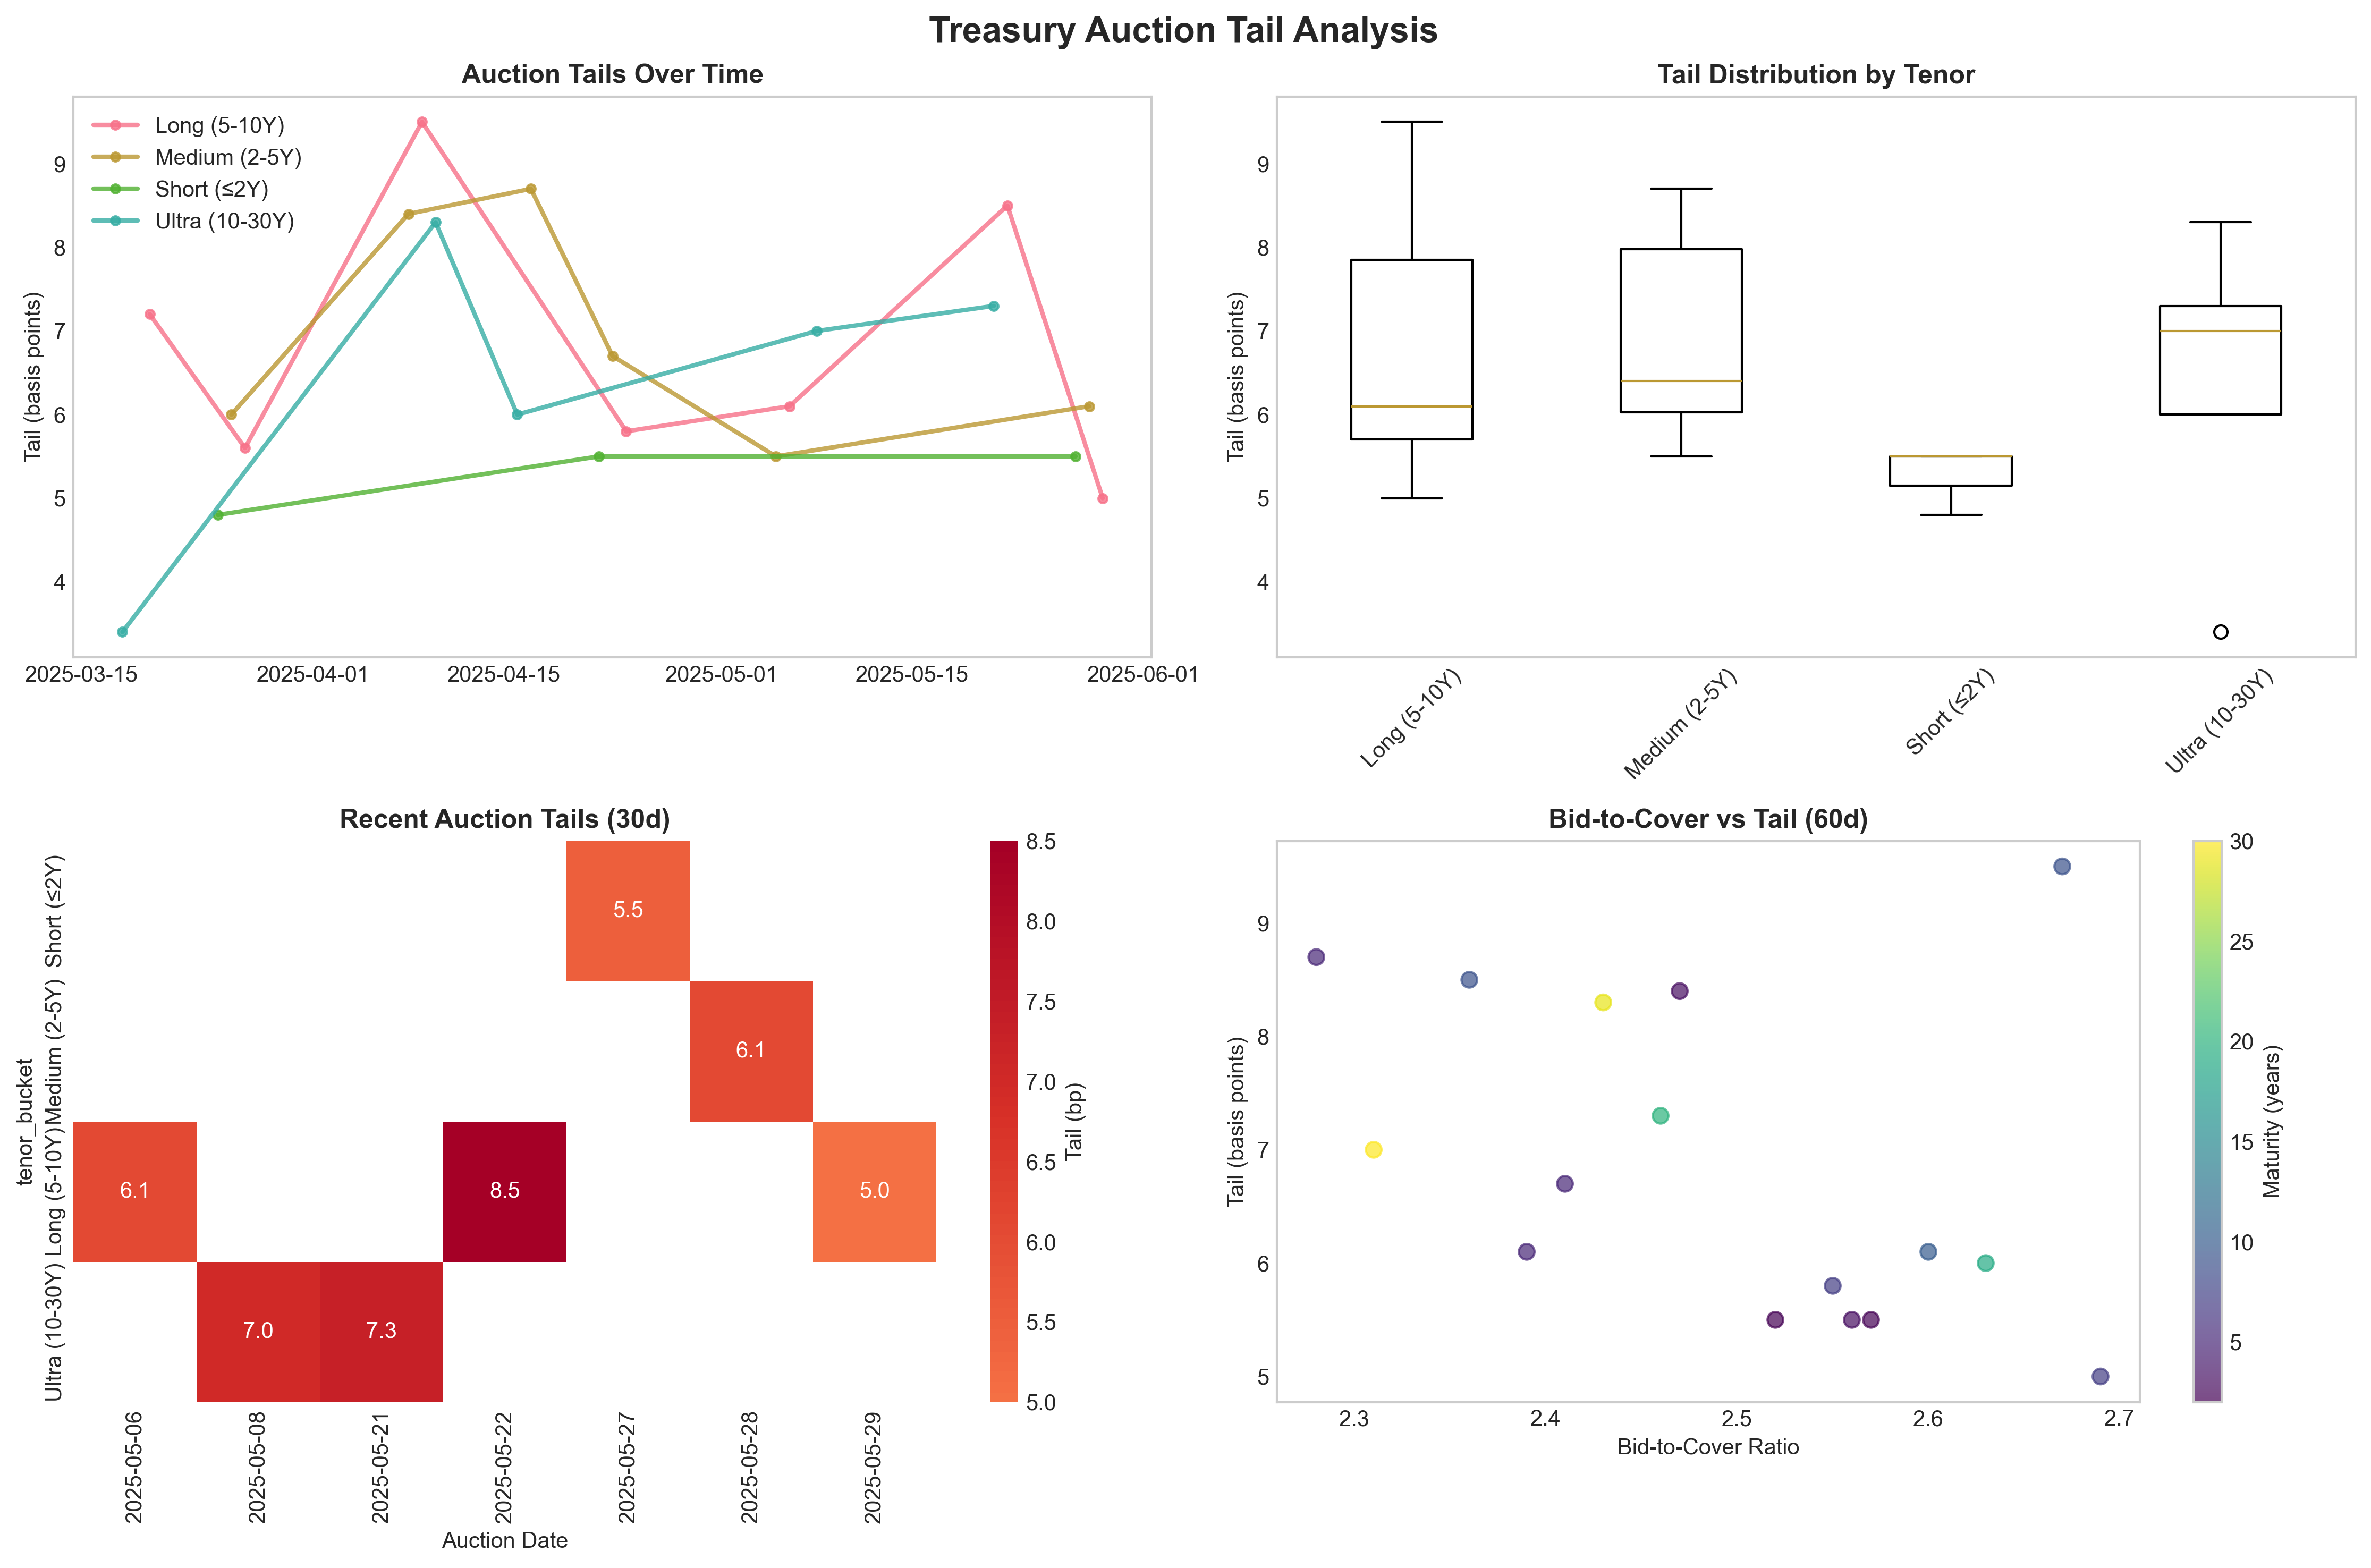 Treasury Auction Tail Analysis
Auction Tails Over Time
Long (5-10Y)
Medium (2-5Y)
Short (≤2Y)
Ultra (10-30Y)
Tail (basis points)
9
8
7
6
5
4
2025-03-15
2025-04-01
2025-04-15
2025-05-01
2025-05-15
2025-06-01
Tail Distribution by Tenor
Tail (basis points)
9
8
7
6
5
4
Long (5-10Y)
Medium (2-5Y)
Short (≤2Y)
Ultra (10-30Y)
Recent Auction Tails (30d)
tenor_bucket
Short (≤2Y)
Medium (2-5Y)
Long (5-10Y)
Ultra (10-30Y)
5.5
6.1
6.1
8.5
5.0
7.0
7.3
2025-05-06
2025-05-08
2025-05-21
2025-05-22
2025-05-27
2025-05-28
2025-05-29
Auction Date
8.5
8.0
7.5
7.0
6.5
6.0
5.5
5.0
Tail (bp)
Bid-to-Cover vs Tail (60d)
Tail (basis points)
9
8
7
6
5
2.3
2.4
2.5
2.6
2.7
Bid-to-Cover Ratio
30
25
20
15
10
5
Maturity (years)